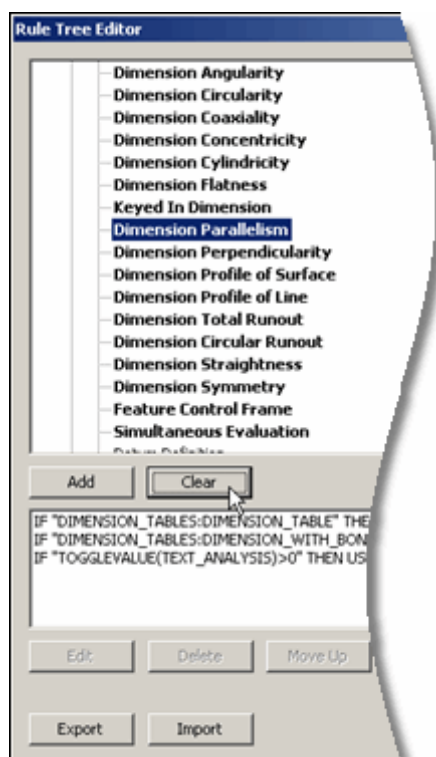 Rule Tree Editor
Dimension Angularity
Dimension Circularity
Dimension Coaxiality
Dimension Concentricity
Dimension Cylindricity
Dimension Flatness
Keyed In Dimension
Dimension Parallelism
Dimension Perpendicularity
Dimension Profile of Surface
Dimension Profile of Line
Dimension Total Runout
Dimension Circular Runout
Dimension Straightness
Dimension Symmetry
Feature Control Frame
Simultaneous Evaluation
Datum Definition
Add Clear
IF "DIMENSION_TABLES:DIMENSION_TABLE" THE
IF "DIMENSION_TABLES:DIMENSION_WITH_BON
IF "TOGGLEVALUE(TEXT_ANALYSIS)>0" THEN US
Edit Delete Move Up
Export Import